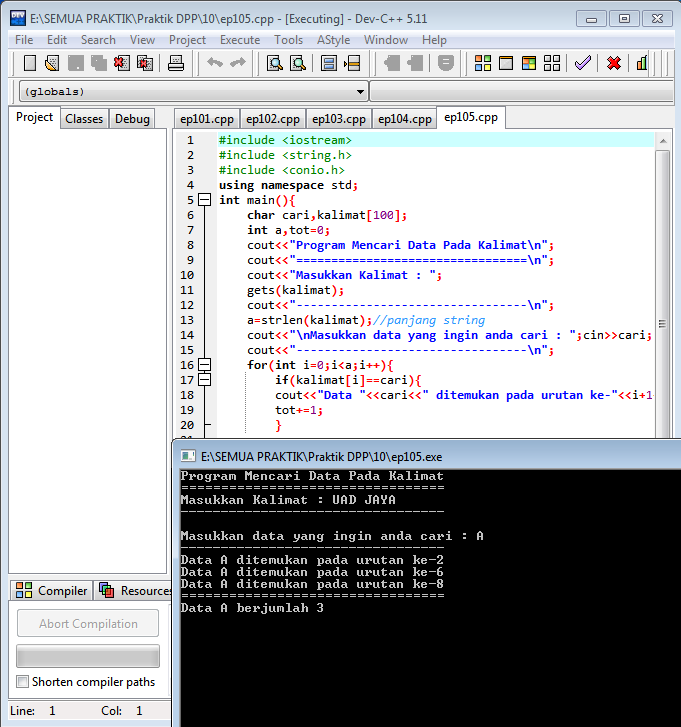 E:\SEMUA PRAKTIK\Praktik DPP\10\ep105.cpp - [Executing] - Dev-C++ 5.11
File Edit Search View Project Execute Tools AStyle Window Help
(globals)
Project Classes Debug
ep101.cpp ep102.cpp ep103.cpp ep104.cpp ep105.cpp
1 #include <iostream>
2 #include <string.h>
3 #include <conio.h>
4 using namespace std;
5 int main(){
6 char cari,kalimat[100];
7 int a,tot=0;
8 cout<<"Program Mencari Data Pada Kalimat\n";
9 cout<<"=================================\n";
10 cout<<"Masukkan Kalimat : ";
11 gets(kalimat);
12 cout<<"---------------------------------\n";
13 a=strlen(kalimat);//panjang string
14 cout<<"\nMasukkan data yang ingin anda cari : ";cin>>cari;
15 cout<<"---------------------------------\n";
16 for(int i=0;i<a;i++){
17 if(kalimat[i]==cari){
18 cout<<"Data "<<cari<<" ditemukan pada urutan ke-"<<i+1
19 tot+=1;
20 }
E:\SEMUA PRAKTIK\Praktik DPP\10\ep105.exe
Program Mencari Data Pada Kalimat
=================================
Masukkan Kalimat : UAD JAYA
---------------------------------
Masukkan data yang ingin anda cari : A
---------------------------------
Data A ditemukan pada urutan ke-2
Data A ditemukan pada urutan ke-6
Data A ditemukan pada urutan ke-8
=================================
Data A berjumlah 3
Compiler Resources
Abort Compilation
Shorten compiler paths
Line: 1 Col: 1